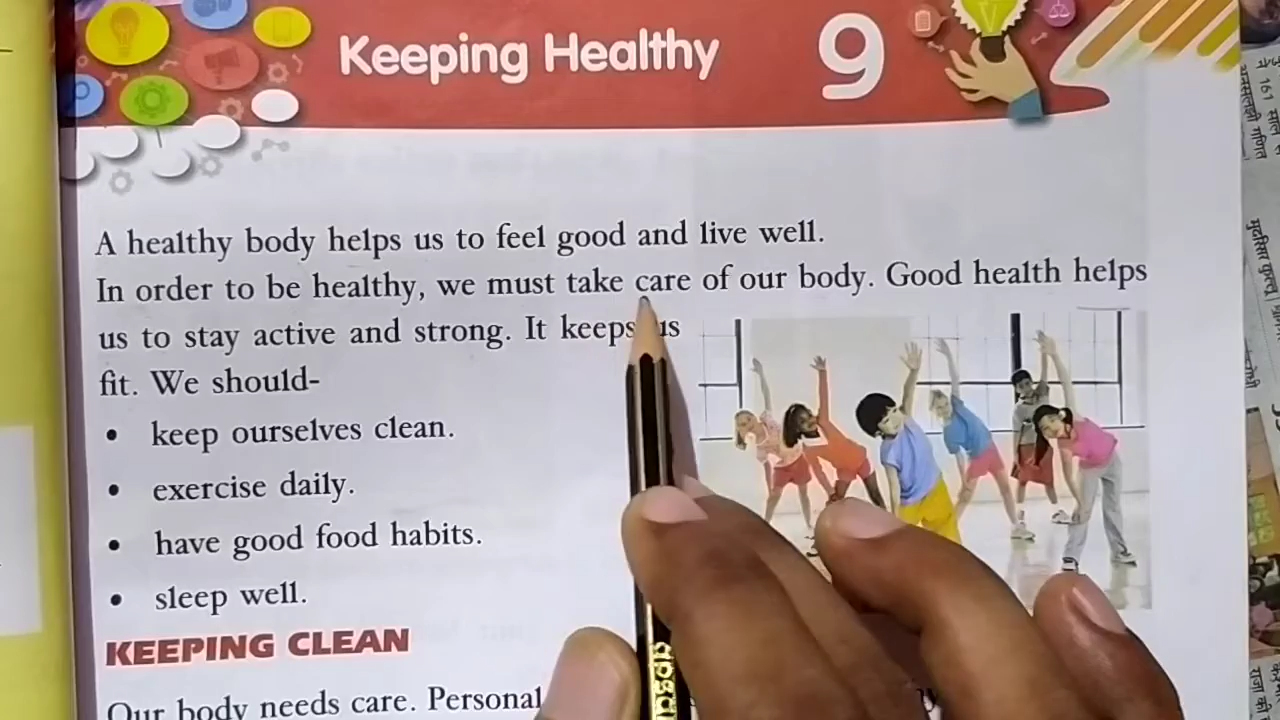 Keeping Healthy 9
A healthy body helps us to feel good and live well.
In order to be healthy, we must take care of our body. Good health helps
us to stay active and strong. It keeps us
fit. We should-
• keep ourselves clean.
• exercise daily.
• have good food habits.
• sleep well.
KEEPING CLEAN
Our body needs care. Personal
apsara